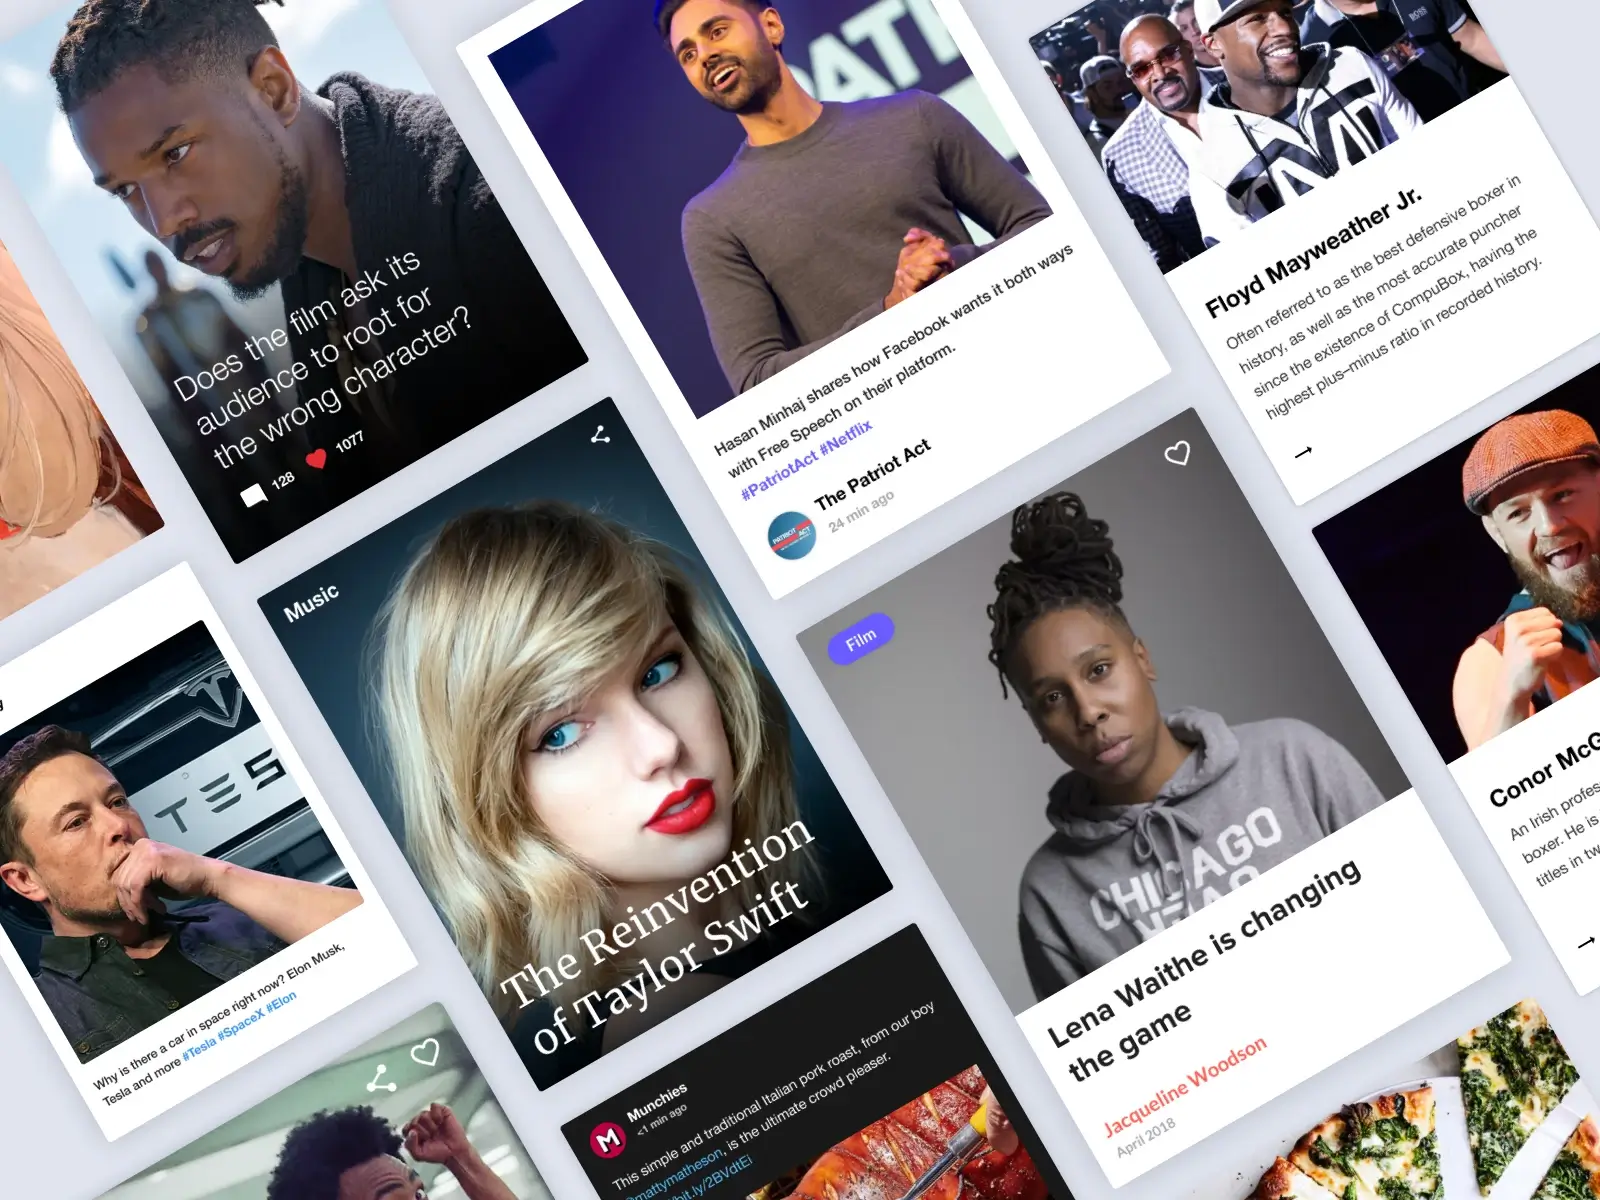 Does the film ask its
audience to root for
the wrong character?
128
1077
PATI
Hasan Minhaj shares how Facebook wants it both ways
with Free Speech on their platform.
#PatriotAct #Netflix
PATRIOT ACT
The Patriot Act
24 min ago
BOSS
Floyd Mayweather Jr.
Often referred to as the best defensive boxer in
history, as well as the most accurate puncher
since the existence of CompuBox, having the
highest plus–minus ratio in recorded history.
→
TES
Why is there a car in space right now? Elon Musk,
Tesla and more #Tesla #SpaceX #Elon
Music
The Reinvention
of Taylor Swift
Film
CHICAGO
Lena Waithe is changing
the game
Jacqueline Woodson
April 2018
Conor McG
An Irish profes
boxer. He is
titles in tw
→
M
Munchies
<1 min ago
This simple and traditional Italian pork roast, from our boy
@mattymatheson, is the ultimate crowd pleaser.
bit.ly/2BVdtEi